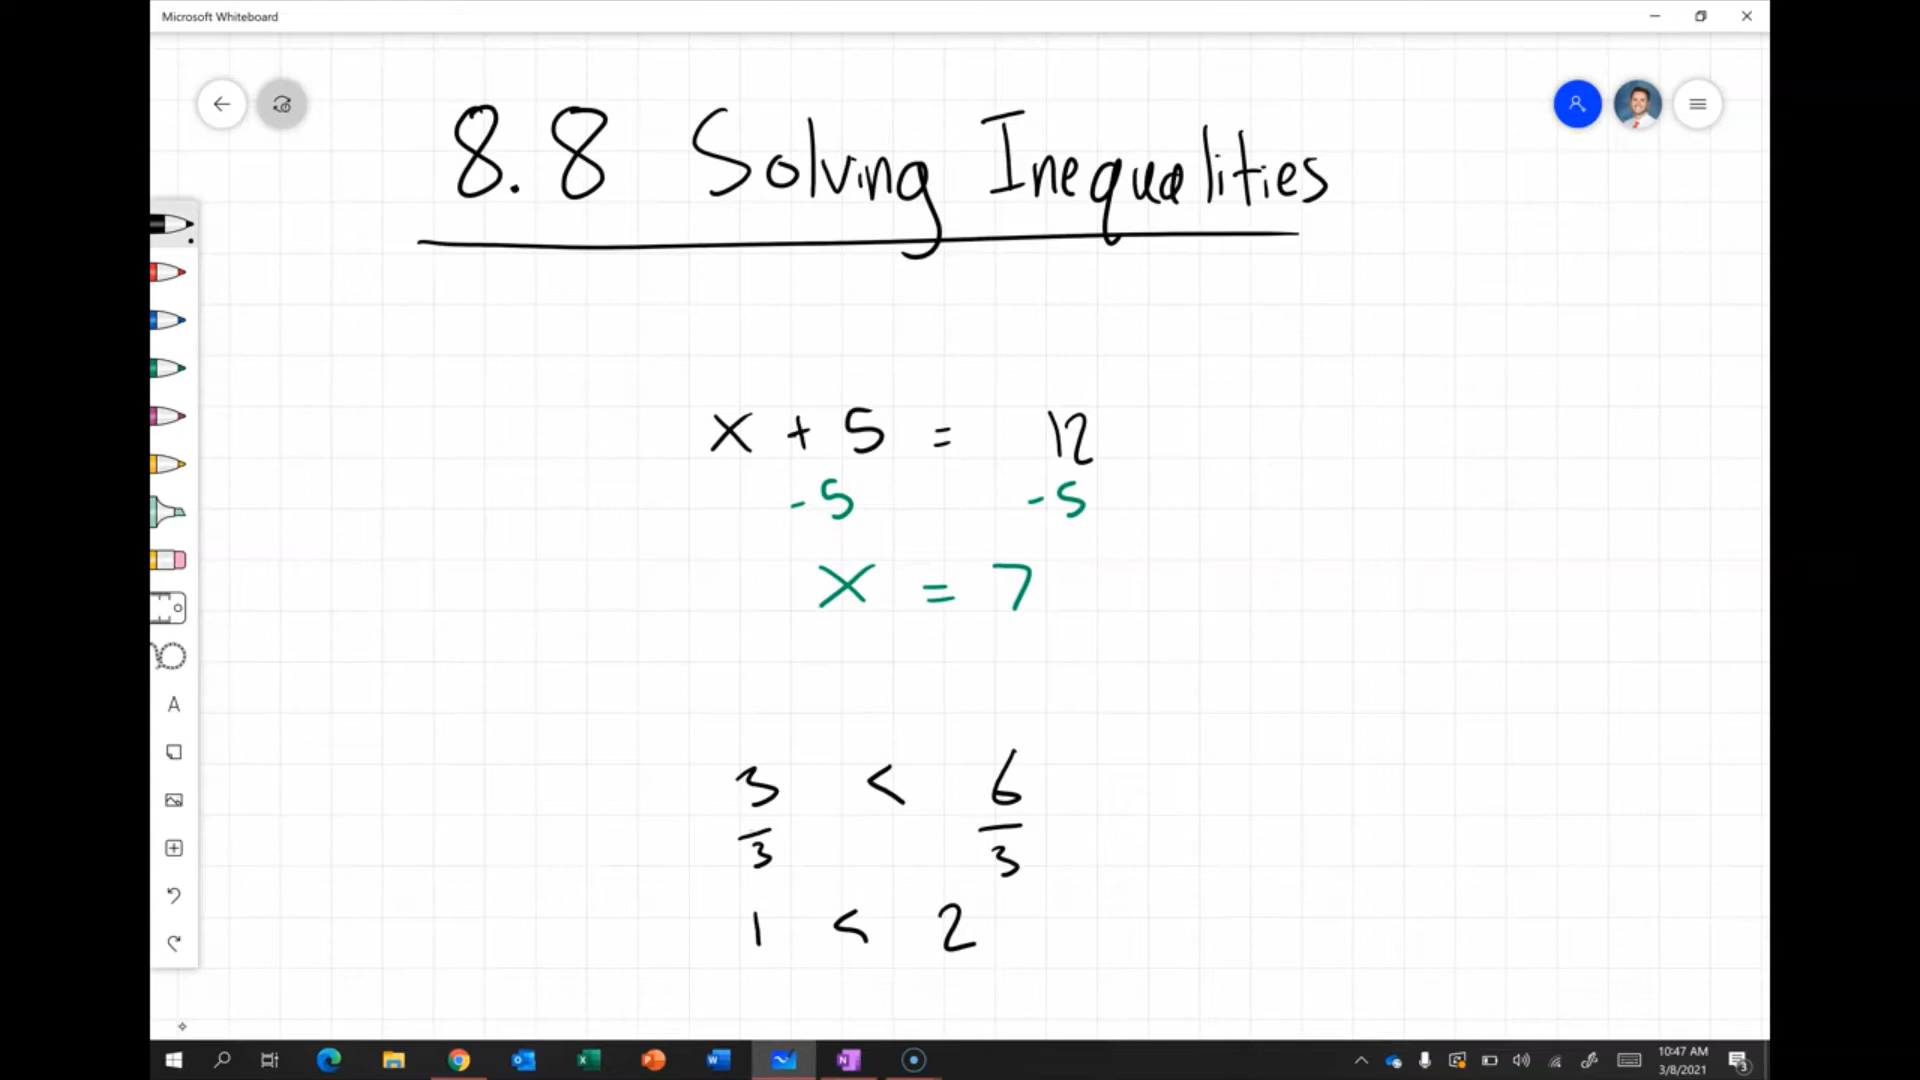 Microsoft Whiteboard
8.8 Solving Inequalities
x + 5 = 12
-5 -5
x = 7
3 < 6
3 3
1 < 2
A
10:47 AM
3/8/2021
3